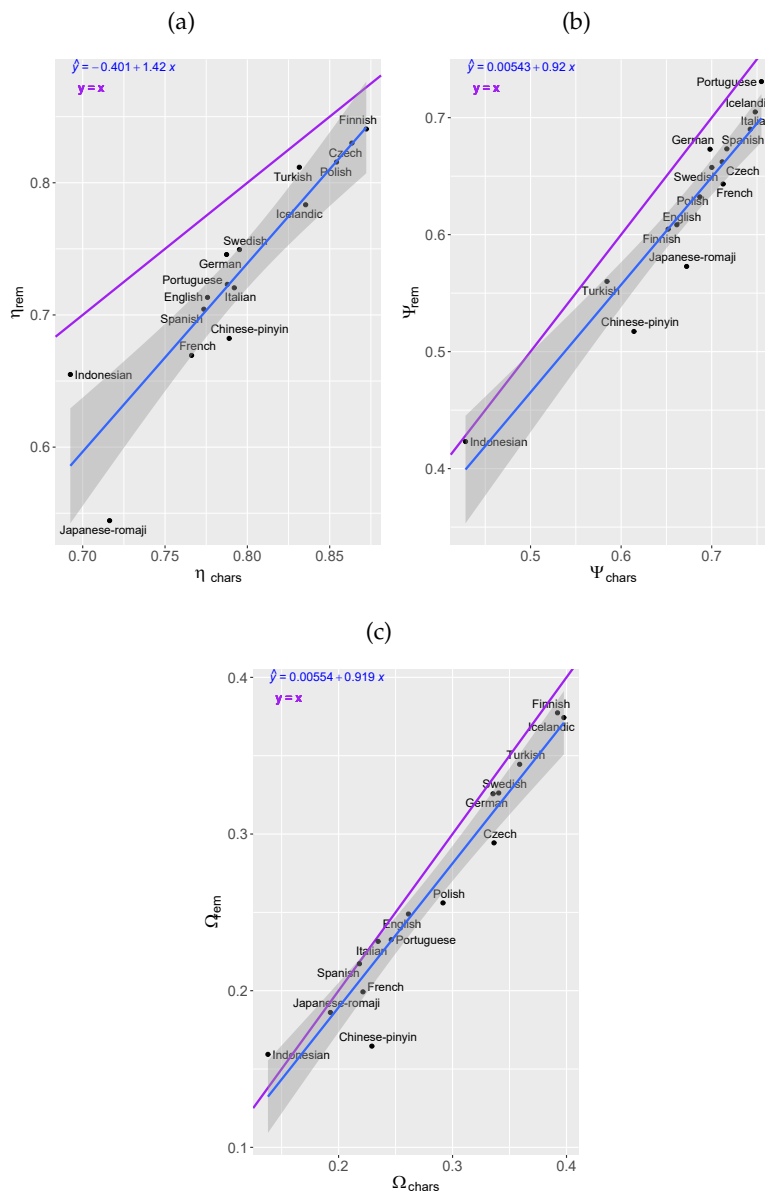 (a)
ŷ = −0.401 + 1.42 x
y = x
Finnish
Czech
Polish
Turkish
Icelandic
Swedish
German
Portuguese
Italian
English
Spanish
Chinese-pinyin
French
Indonesian
Japanese-romaji
0.8
0.7
0.6
η rem
0.70
0.75
0.80
0.85
η chars
(b)
ŷ = 0.00543 + 0.92 x
y = x
Portuguese
Icelandi
Italia
German
Spanish
Swedish
Czech
French
Polish
English
Finnish
Japanese-romaji
Turkish
Chinese-pinyin
Indonesian
0.7
0.6
0.5
0.4
Ψ rem
0.5
0.6
0.7
Ψ chars
(c)
ŷ = 0.00554 + 0.919 x
y = x
Finnish
Icelandic
Turkish
Swedish
German
Czech
Polish
English
Portuguese
Italian
Spanish
French
Japanese-romaji
Chinese-pinyin
Indonesian
0.4
0.3
0.2
0.1
Ω rem
0.2
0.3
0.4
Ω chars